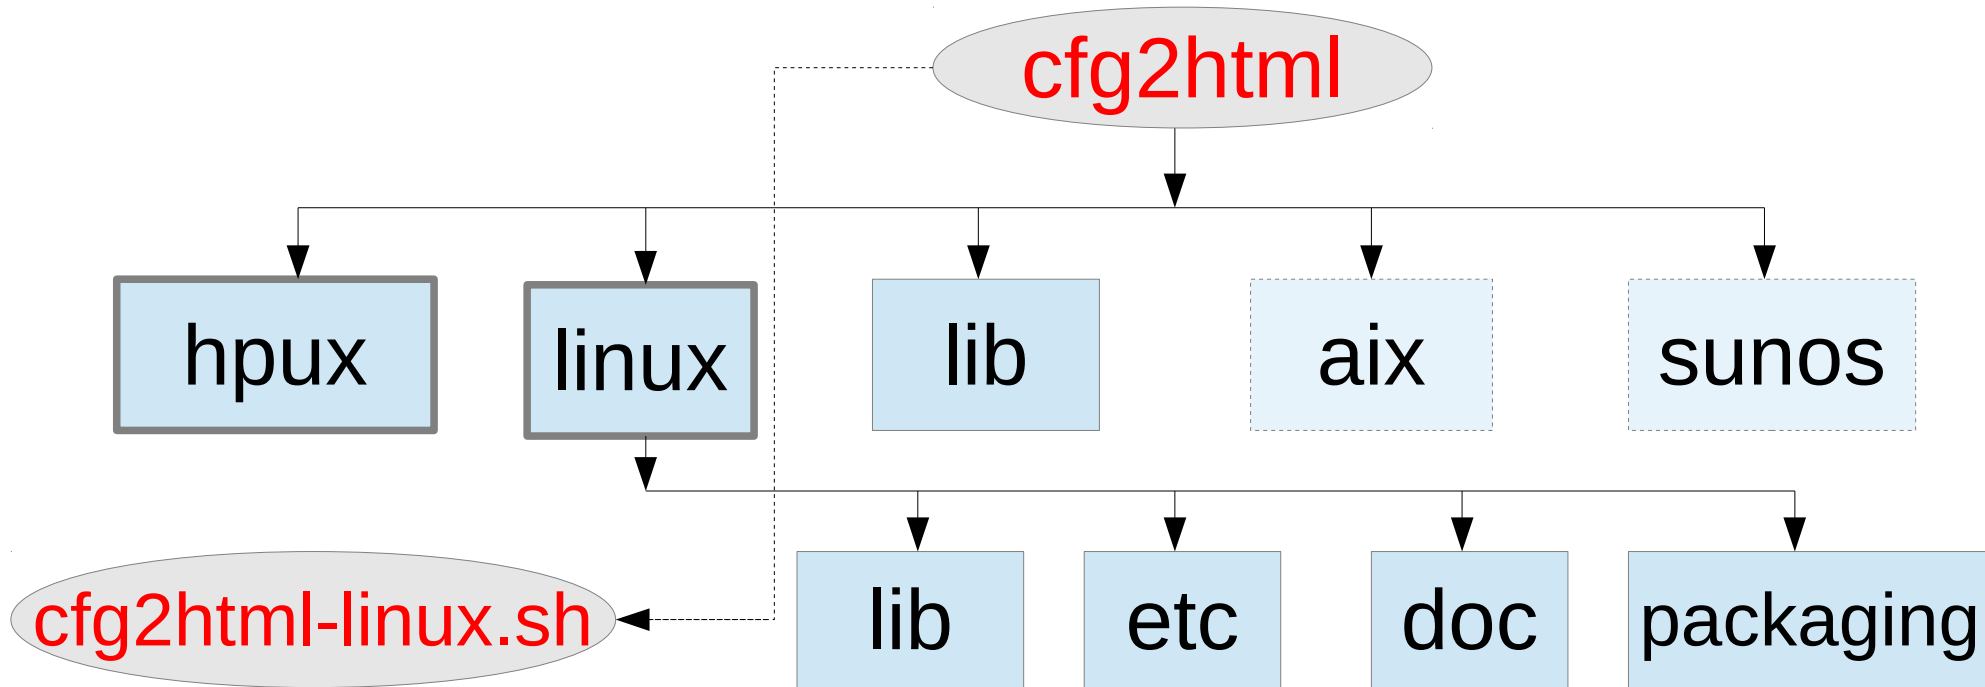 cfg2html
hpux
linux
lib
aix
sunos
cfg2html-linux.sh
lib
etc
doc
packaging